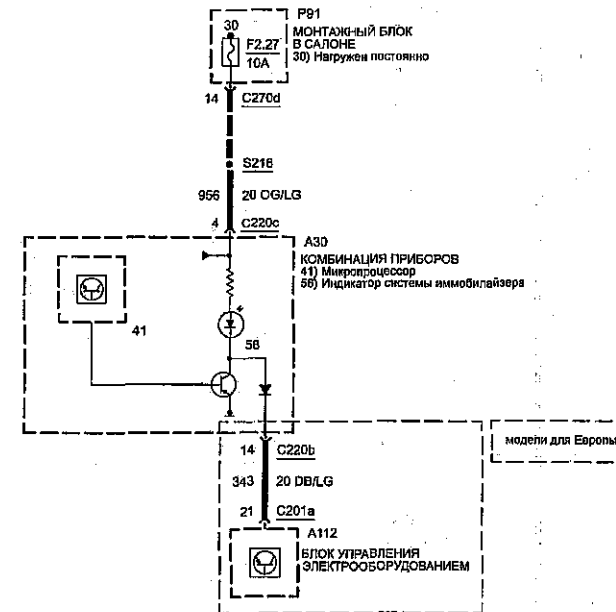 P91
30
МОНТАЖНЫЙ БЛОК
В САЛОНЕ
30) Нагружен постоянно
F2.27
10A
14 C270d
S216
956 20 OG/LG
4 C220c
A30
КОМБИНАЦИЯ ПРИБОРОВ
41) Микропроцессор
56) Индикатор системы иммобилайзера
41
56
модели для Европы
14 C220b
343 20 DB/LG
21 C201a
A112
БЛОК УПРАВЛЕНИЯ
ЭЛЕКТРООБОРУДОВАНИЕМ